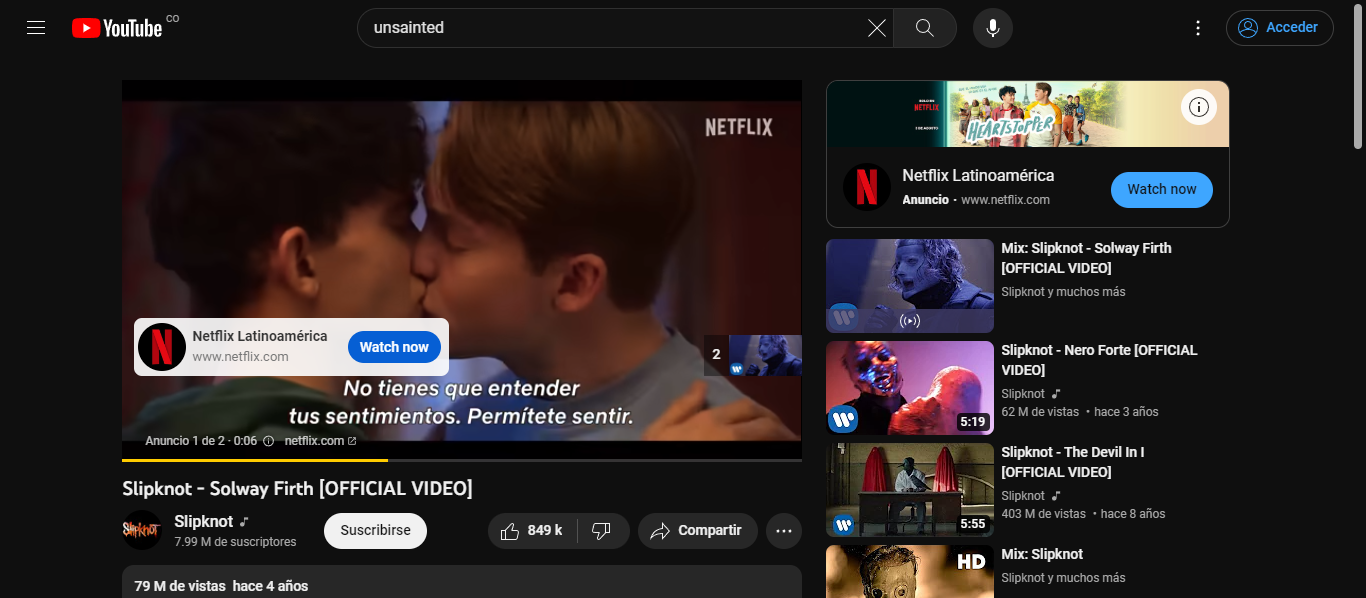 YouTube CO
unsainted
Acceder
NETFLIX
Netflix Latinoamérica
www.netflix.com
Watch now
2
No tienes que entender
tus sentimientos. Permítete sentir.
Anuncio 1 de 2 · 0:06
netflix.com
Slipknot - Solway Firth [OFFICIAL VIDEO]
Slipknot
7.99 M de suscriptores
Suscribirse
849 k
Compartir
79 M de vistas hace 4 años
NETFLIX
HEARTSTOPPER
Netflix Latinoamérica
Anuncio · www.netflix.com
Watch now
Mix: Slipknot - Solway Firth
[OFFICIAL VIDEO]
Slipknot y muchos más
Slipknot - Nero Forte [OFFICIAL
VIDEO]
Slipknot
62 M de vistas • hace 3 años
5:19
Slipknot - The Devil In I
[OFFICIAL VIDEO]
Slipknot
403 M de vistas • hace 8 años
5:55
HD
Mix: Slipknot
Slipknot y muchos más